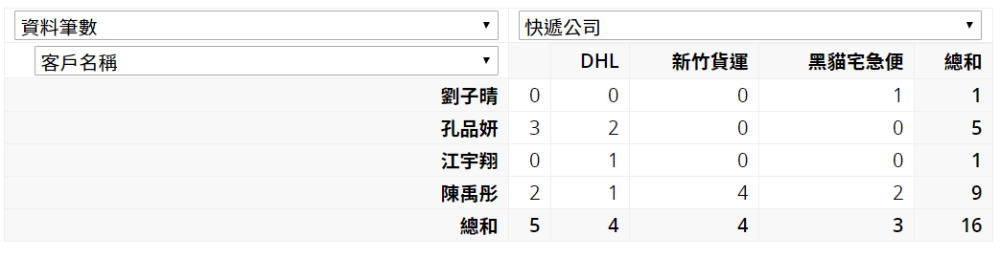 資料筆數 快遞公司
客戶名稱 DHL 新竹貨運 黑貓宅急便 總和
劉子晴 0 0 0 1 1
孔品妍 3 2 0 0 5
江宇翔 0 1 0 0 1
陳禹彤 2 1 4 2 9
總和 5 4 4 3 16